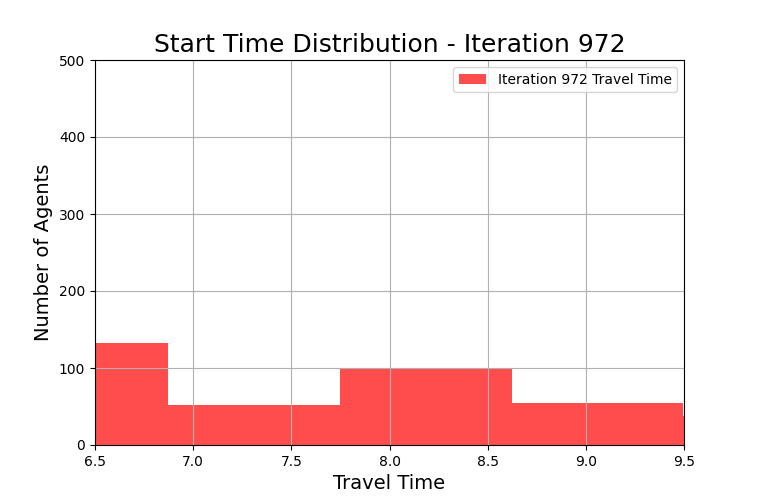 Start Time Distribution - Iteration 972
500
Iteration 972 Travel Time
400
300
200
100
0
Number of Agents
6.5 7.0 7.5 8.0 8.5 9.0 9.5
Travel Time